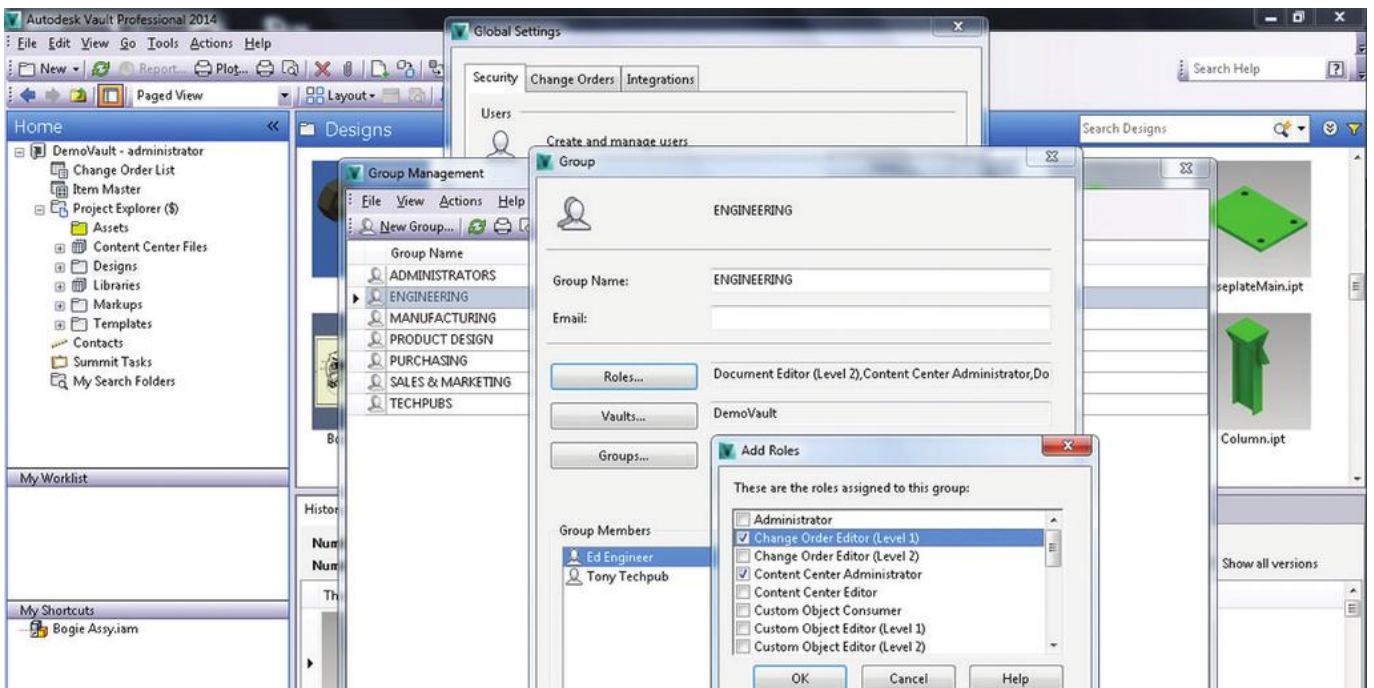 Autodesk Vault Professional 2014
File Edit View Go Tools Actions Help
New Report... Plot...
Search Help
Paged View
Layout
Home
DemoVault - administrator
Change Order List
Item Master
Project Explorer ($)
Assets
Content Center Files
Designs
Libraries
Markups
Templates
Contacts
Summit Tasks
My Search Folders
My Worklist
My Shortcuts
Bogie Assy.iam
Designs
Search Designs
seplateMain.ipt
Column.ipt
Show all versions
Global Settings
Security Change Orders Integrations
Users
Create and manage users
Group Management
File View Actions Help
New Group...
Group Name
ADMINISTRATORS
ENGINEERING
MANUFACTURING
PRODUCT DESIGN
PURCHASING
SALES & MARKETING
TECHPUBS
Group
ENGINEERING
Group Name: ENGINEERING
Email:
Roles... Document Editor (Level 2),Content Center Administrator,Do
Vaults... DemoVault
Groups...
Group Members
Ed Engineer
Tony Techpub
Add Roles
These are the roles assigned to this group:
Administrator
Change Order Editor (Level 1)
Change Order Editor (Level 2)
Content Center Administrator
Content Center Editor
Custom Object Consumer
Custom Object Editor (Level 1)
Custom Object Editor (Level 2)
OK Cancel Help